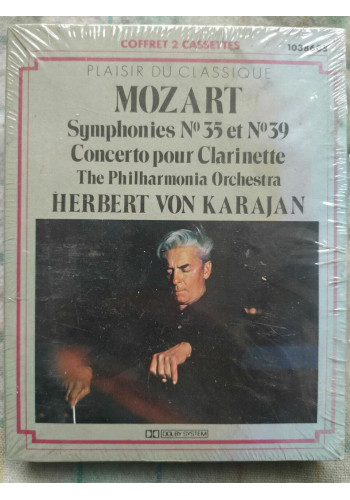 COFFRET 2 CASSETTES
PLAISIR DU CLASSIQUE
MOZART
Symphonies Nº 35 et Nº 39
Concerto pour Clarinette
The Philharmonia Orchestra
HERBERT VON KARAJAN
DOLBY SYSTEM